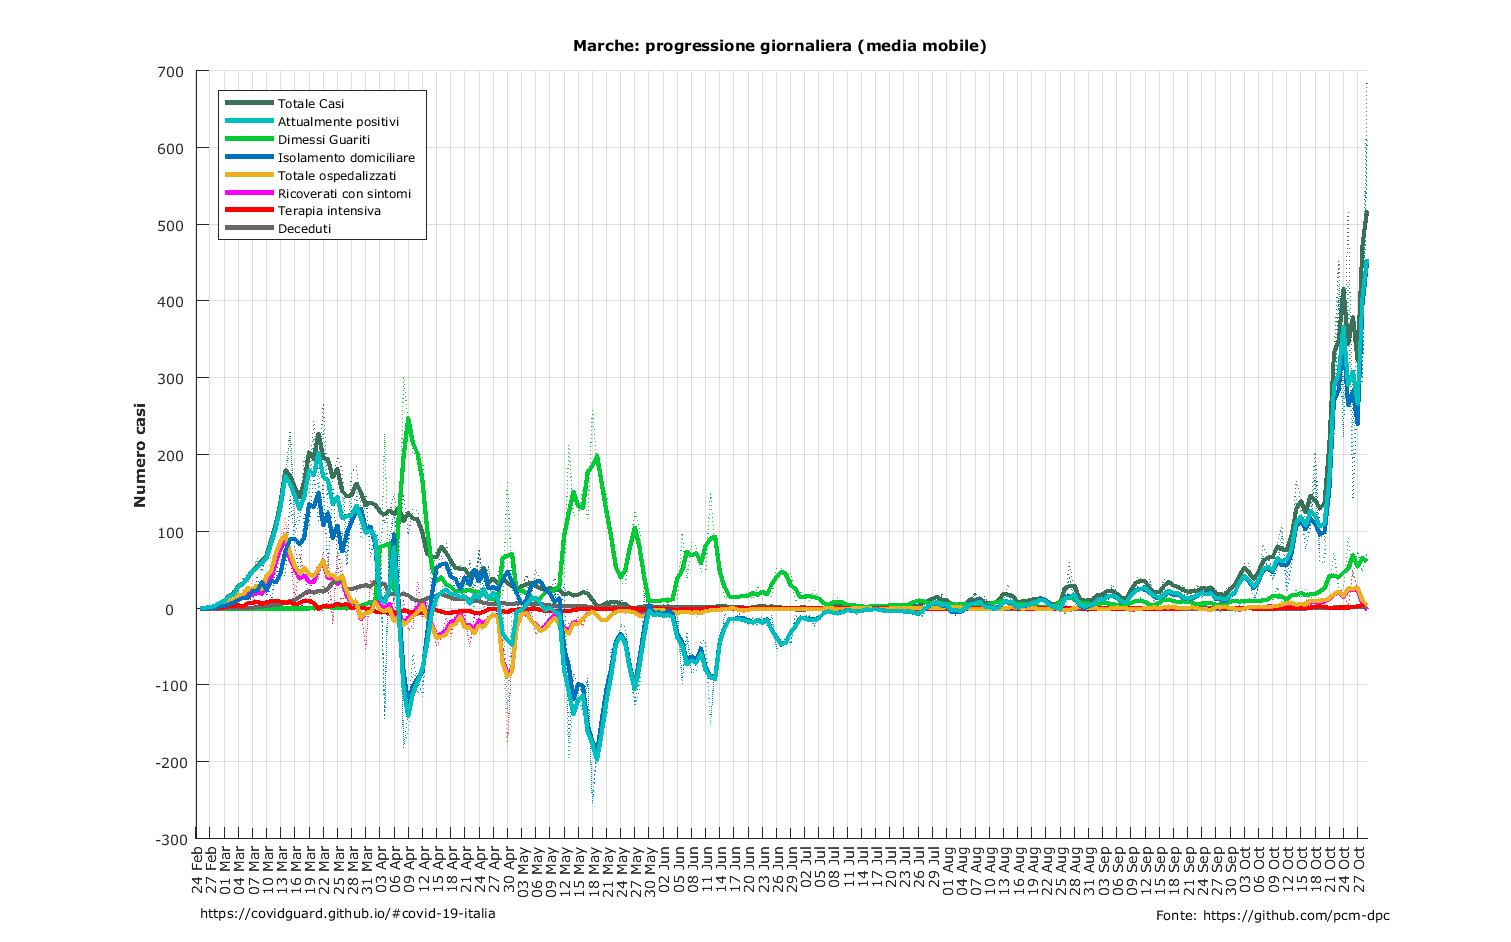 Marche: progressione giornaliera (media mobile)
700
600
500
400
300
200
100
0
-100
-200
-300
Numero casi
Totale Casi
Attualmente positivi
Dimessi Guariti
Isolamento domiciliare
Totale ospedalizzati
Ricoverati con sintomi
Terapia intensiva
Deceduti
24 Feb
27 Feb
01 Mar
04 Mar
07 Mar
10 Mar
13 Mar
16 Mar
19 Mar
22 Mar
25 Mar
28 Mar
31 Mar
03 Apr
06 Apr
09 Apr
12 Apr
15 Apr
18 Apr
21 Apr
24 Apr
27 Apr
30 Apr
03 May
06 May
09 May
12 May
15 May
18 May
21 May
24 May
27 May
30 May
02 Jun
05 Jun
08 Jun
11 Jun
14 Jun
17 Jun
20 Jun
23 Jun
26 Jun
29 Jun
02 Jul
05 Jul
08 Jul
11 Jul
14 Jul
17 Jul
20 Jul
23 Jul
26 Jul
29 Jul
01 Aug
04 Aug
07 Aug
10 Aug
13 Aug
16 Aug
19 Aug
22 Aug
25 Aug
28 Aug
31 Aug
03 Sep
06 Sep
09 Sep
12 Sep
15 Sep
18 Sep
21 Sep
24 Sep
27 Sep
30 Sep
03 Oct
06 Oct
09 Oct
12 Oct
15 Oct
18 Oct
21 Oct
24 Oct
27 Oct
https://covidguard.github.io/#covid-19-italia
Fonte: https://github.com/pcm-dpc